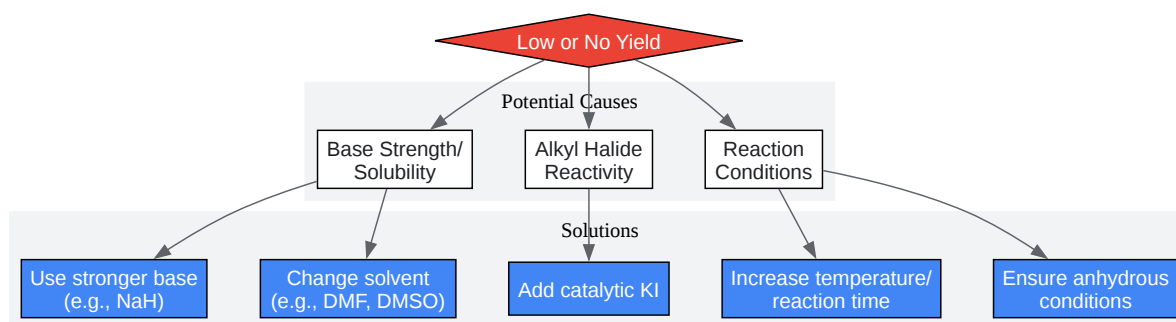 Low or No Yield
Potential Causes
Base Strength/
Solubility
Alkyl Halide
Reactivity
Reaction
Conditions
Solutions
Use stronger base
(e.g., NaH)
Change solvent
(e.g., DMF, DMSO)
Add catalytic KI
Increase temperature/
reaction time
Ensure anhydrous
conditions